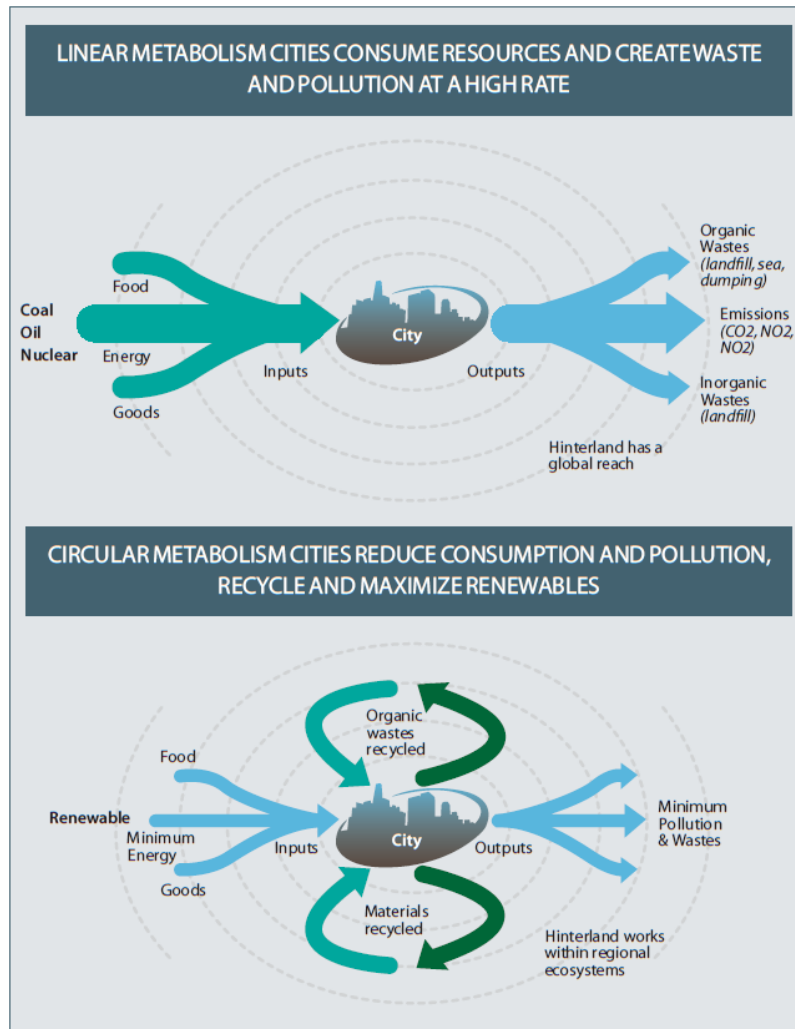 LINEAR METABOLISM CITIES CONSUME RESOURCES AND CREATE WASTE
AND POLLUTION AT A HIGH RATE
Food
Coal
Oil
Nuclear
Energy
Goods
Inputs
City
Outputs
Organic
Wastes
(landfill, sea,
dumping)
Emissions
(CO2, NO2,
NO2)
Inorganic
Wastes
(landfill)
Hinterland has a
global reach
CIRCULAR METABOLISM CITIES REDUCE CONSUMPTION AND POLLUTION,
RECYCLE AND MAXIMIZE RENEWABLES
Organic
wastes
recycled
Food
Renewable
Minimum
Energy
Goods
Inputs
City
Outputs
Minimum
Pollution
& Wastes
Materials
recycled
Hinterland works
within regional
ecosystems